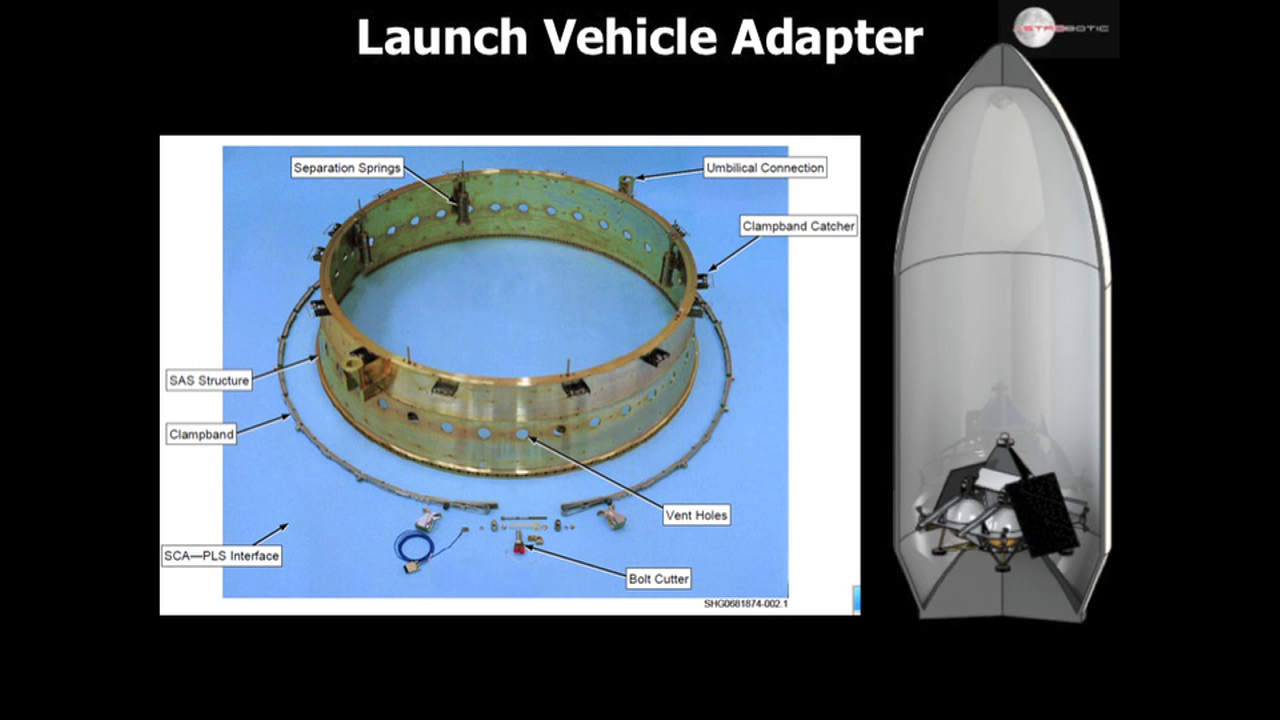 Launch Vehicle Adapter
ASTROBOTIC
Separation Springs
Umbilical Connection
Clampband Catcher
SAS Structure
Clampband
Vent Holes
SCA—PLS Interface
Bolt Cutter
SHG0681874-002.1